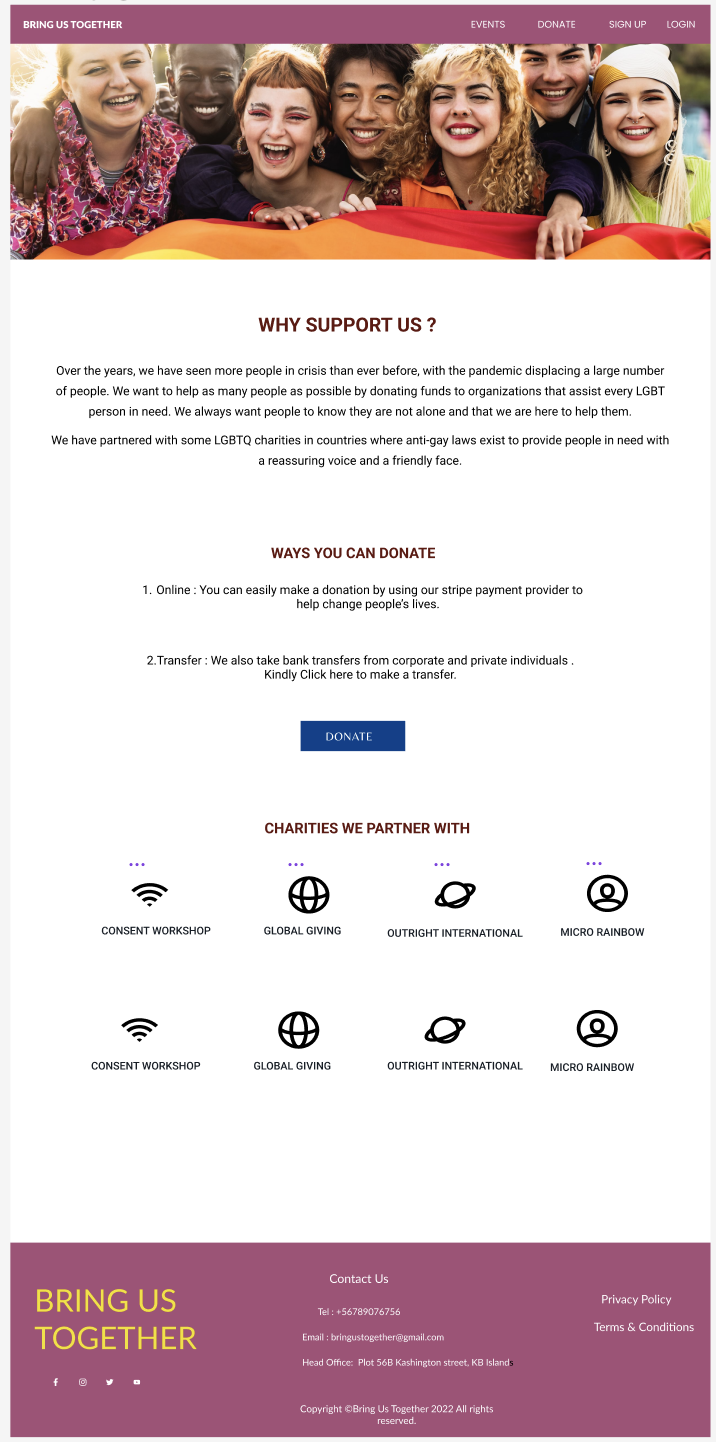 BRING US TOGETHER EVENTS DONATE SIGN UP LOGIN
WHY SUPPORT US ?
Over the years, we have seen more people in crisis than ever before, with the pandemic displacing a large number
of people. We want to help as many people as possible by donating funds to organizations that assist every LGBT
person in need. We always want people to know they are not alone and that we are here to help them.
We have partnered with some LGBTQ charities in countries where anti-gay laws exist to provide people in need with
a reassuring voice and a friendly face.
WAYS YOU CAN DONATE
1. Online : You can easily make a donation by using our stripe payment provider to
help change people's lives.
2.Transfer : We also take bank transfers from corporate and private individuals .
Kindly Click here to make a transfer.
DONATE
CHARITIES WE PARTNER WITH
CONSENT WORKSHOP GLOBAL GIVING OUTRIGHT INTERNATIONAL MICRO RAINBOW
CONSENT WORKSHOP GLOBAL GIVING OUTRIGHT INTERNATIONAL MICRO RAINBOW
BRING US
TOGETHER
Contact Us
Tel : +56789076756
Email : bringustogether@gmail.com
Head Office: Plot 56B Kashington street, KB Islands
Copyright ©Bring Us Together 2022 All rights
reserved.
Privacy Policy
Terms & Conditions